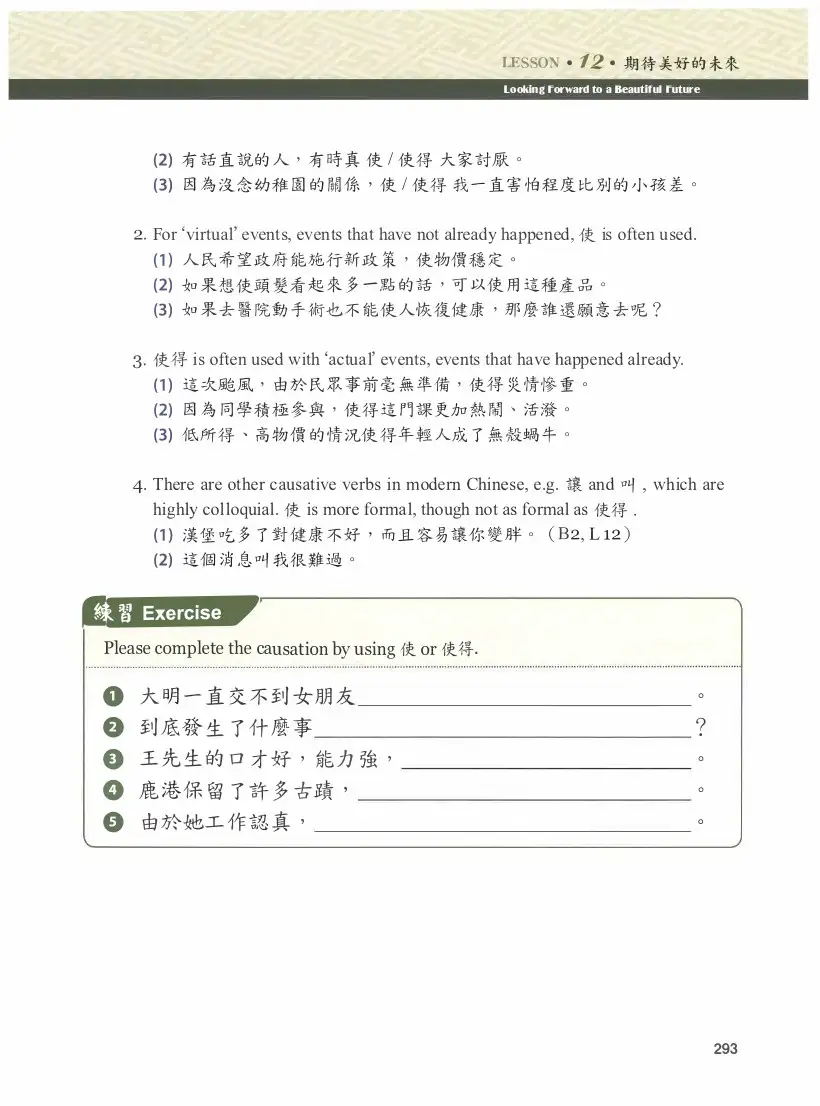 LESSON • 12 • 期待美好的未來
Looking Forward to a Beautiful Future
(2) 有話直說的人，有時真 使 / 使得 大家討厭。
(3) 因為沒念幼稚園的關係，使 / 使得 我一直害怕程度比別的小孩差。
2. For ‘virtual’ events, events that have not already happened, 使 is often used.
(1) 人民希望政府能施行新政策，使物價穩定。
(2) 如果想使頭髮看起來多一點的話，可以使用這種產品。
(3) 如果去醫院動手術也不能使人恢復健康，那麼誰還願意去呢？
3. 使得 is often used with ‘actual’ events, events that have happened already.
(1) 這次颱風，由於民眾事前毫無準備，使得災情慘重。
(2) 因為同學積極參與，使得這門課更加熱鬧、活潑。
(3) 低所得、高物價的情況使得年輕人成了無殼蝸牛。
4. There are other causative verbs in modern Chinese, e.g. 讓 and 叫 , which are
highly colloquial. 使 is more formal, though not as formal as 使得 .
(1) 漢堡吃多了對健康不好，而且容易讓你變胖。（B2, L 12）
(2) 這個消息叫我很難過。
練習 Exercise
Please complete the causation by using 使 or 使得.
1 大明一直交不到女朋友＿＿＿＿＿＿＿＿＿＿。
2 到底發生了什麼事＿＿＿＿＿＿＿＿＿＿？
3 王先生的口才好，能力強，＿＿＿＿＿＿＿＿＿＿。
4 鹿港保留了許多古蹟，＿＿＿＿＿＿＿＿＿＿。
5 由於她工作認真，＿＿＿＿＿＿＿＿＿＿。
293